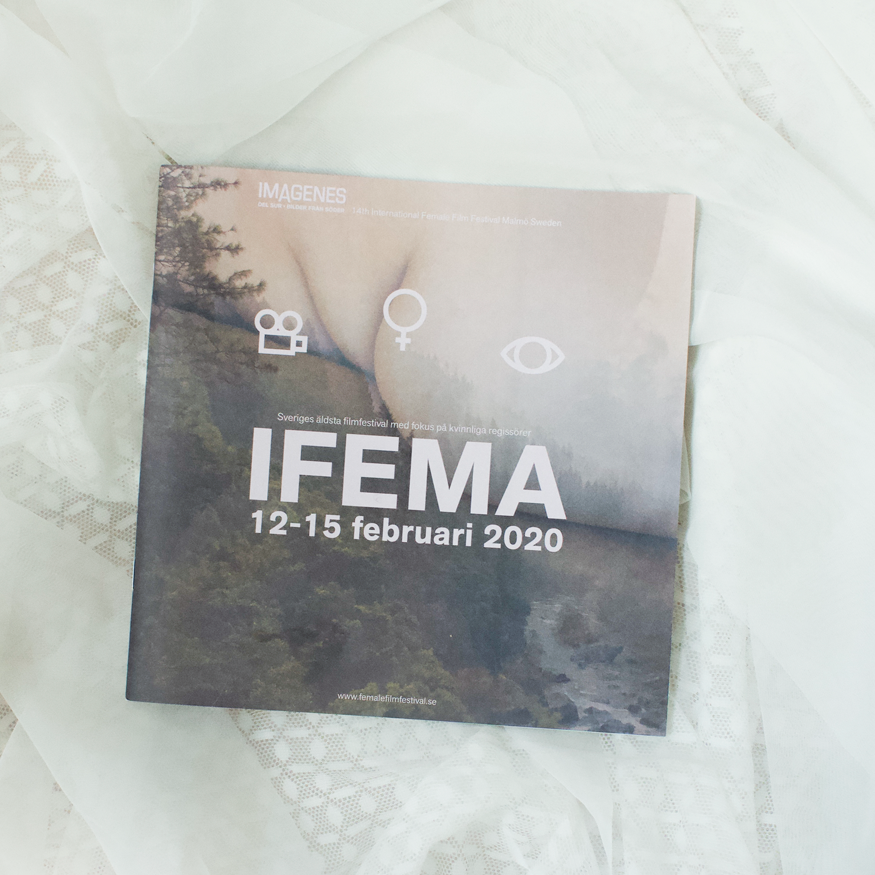 IMAGENES
14th International Female Film Festival Malmö Sweden
Sveriges äldsta filmfestival med fokus på kvinnliga regissörer
IFEMA
12-15 februari 2020
www.femalefilmfestival.se